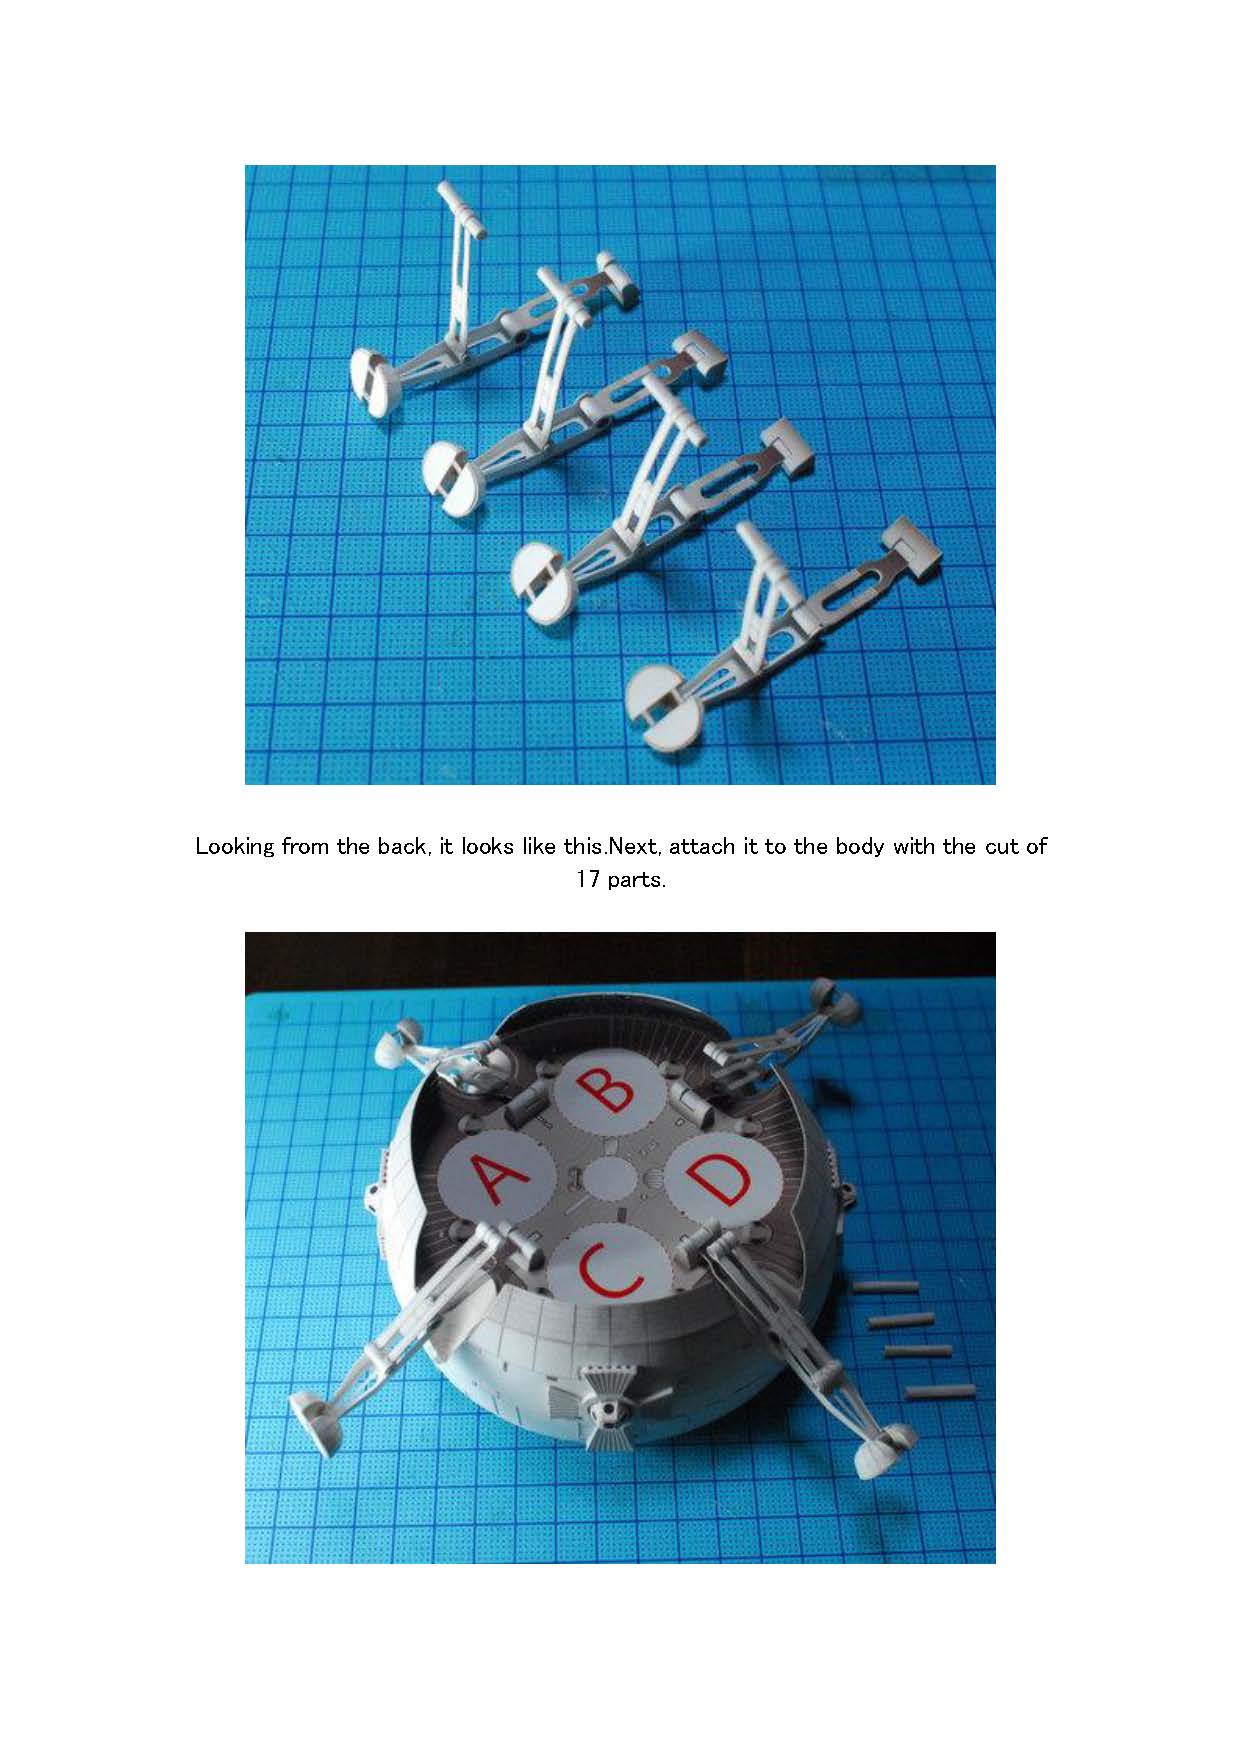 Looking from the back, it looks like this.Next, attach it to the body with the cut of
17 parts.
B
A
D
C